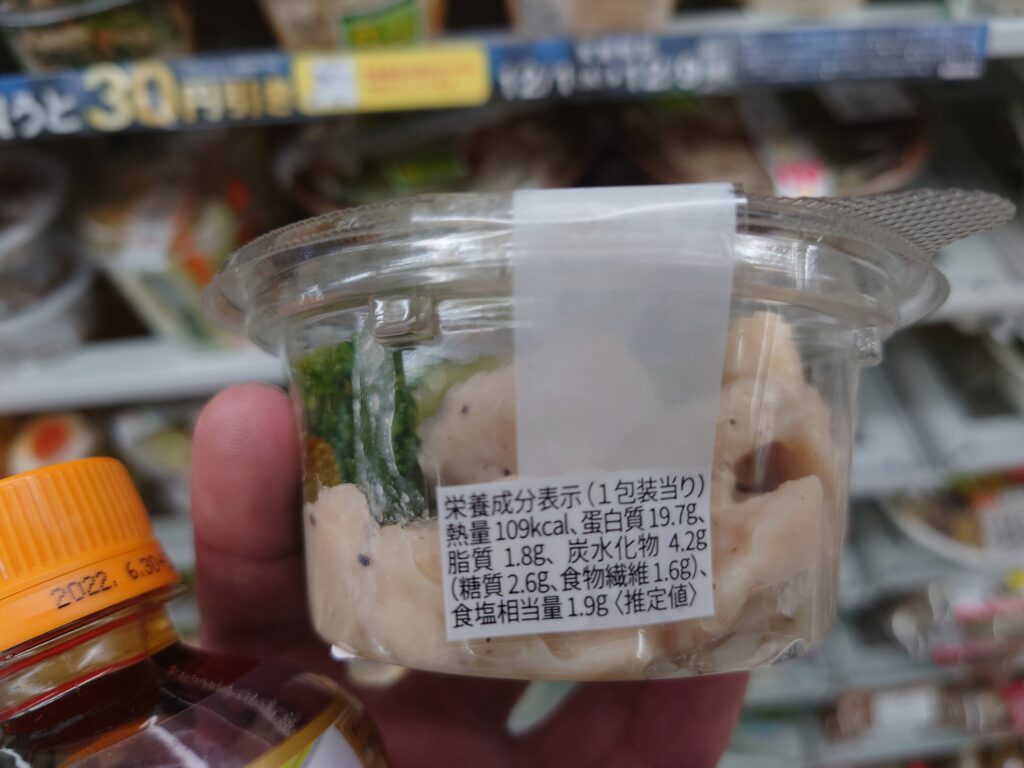 うと30円引き
栄養成分表示(1包装当り)
熱量109kcal、蛋白質19.7g、
脂質 1.8g、炭水化物 4.2g
(糖質2.6g、食物繊維1.6g)、
食塩相当量1.9g〈推定値〉
2022. 6.30